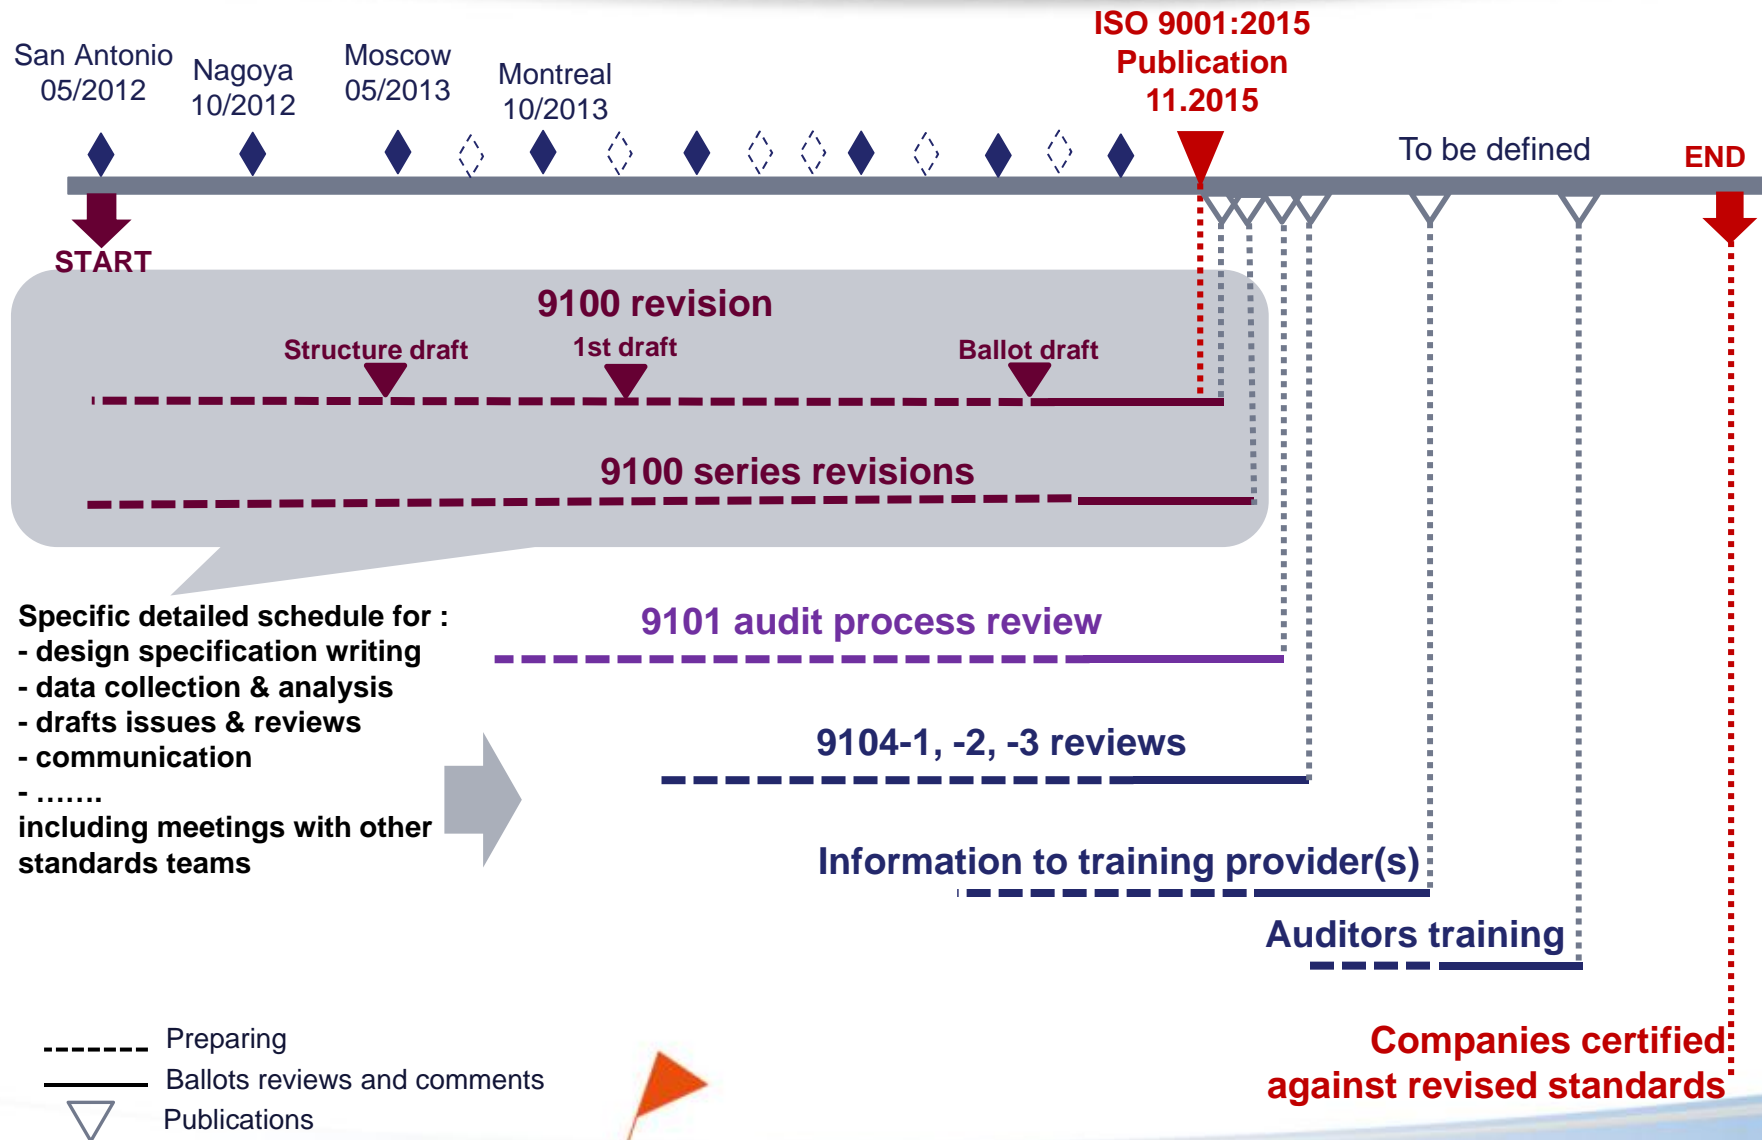 ISO 9001:2015
Publication
11.2015
San Antonio
05/2012
Nagoya
10/2012
Moscow
05/2013
Montreal
10/2013
To be defined
END
START
9100 revision
Structure draft
1st draft
Ballot draft
9100 series revisions
Specific detailed schedule for :
- design specification writing
- data collection & analysis
- drafts issues & reviews
- communication
- …….
including meetings with other
standards teams
9101 audit process review
9104-1, -2, -3 reviews
Information to training provider(s)
Auditors training
Companies certified
against revised standards
Preparing
Ballots reviews and comments
Publications